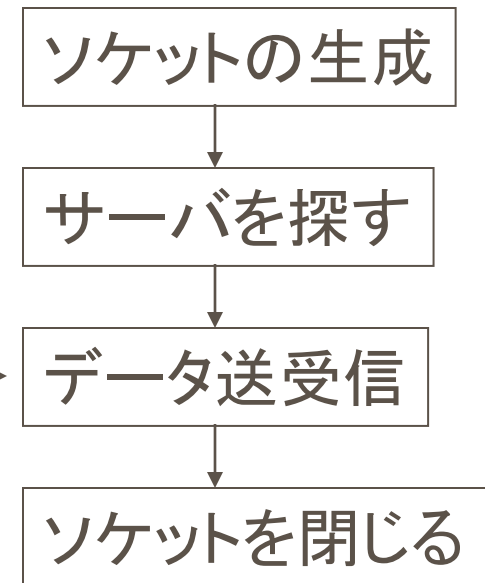 ソケットの生成
サーバを探す
データ送受信
ソケットを閉じる